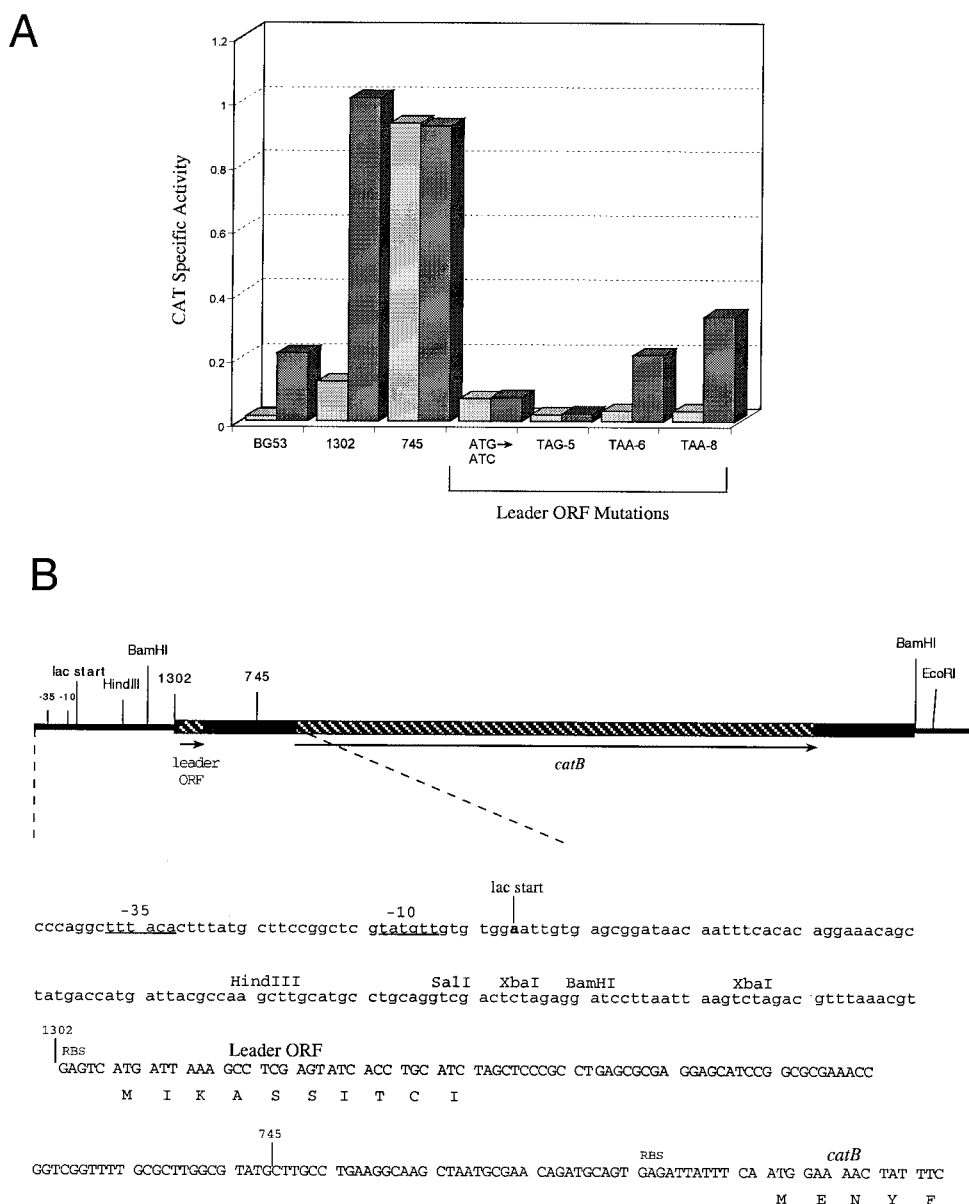 A
CAT Specific Activity
1.2
1
0.8
0.6
0.4
0.2
0
BG53 1302 745 ATG→ATC TAG-5 TAA-6 TAA-8
Leader ORF Mutations
B
-35 -10 lac start HindIII BamHI 1302 745 BamHI EcoRI
leader ORF
catB
lac start
-35 -10
cccaggcttt acactttatg cttccggctc gtatgttgtg tggaattgtg agcggataac aatttcacac aggaaacagc
HindIII SalI XbaI BamHI XbaI
tatgaccatg attacgccaa gcttgcatgc ctgcaggtcg actctagagg atccttaatt aagtctagac gtttaaacgt
1302
RBS Leader ORF
GAGTC ATG ATT AAA GCC TCG AGTATC ACC TGC ATC TAGCTCCCGC CTGAGCGCGA GGAGCATCCG GCGCGAAACC
M I K A S S I T C I
745 RBS catB
GGTCGGTTTT GCGCTTGGCG TATGCTTGCC TGAAGGCAAGC CTAATGCGAAC CAGATGCAGT GAGATTATTT CA ATG GAA AAC TAT TTC
M E N Y F